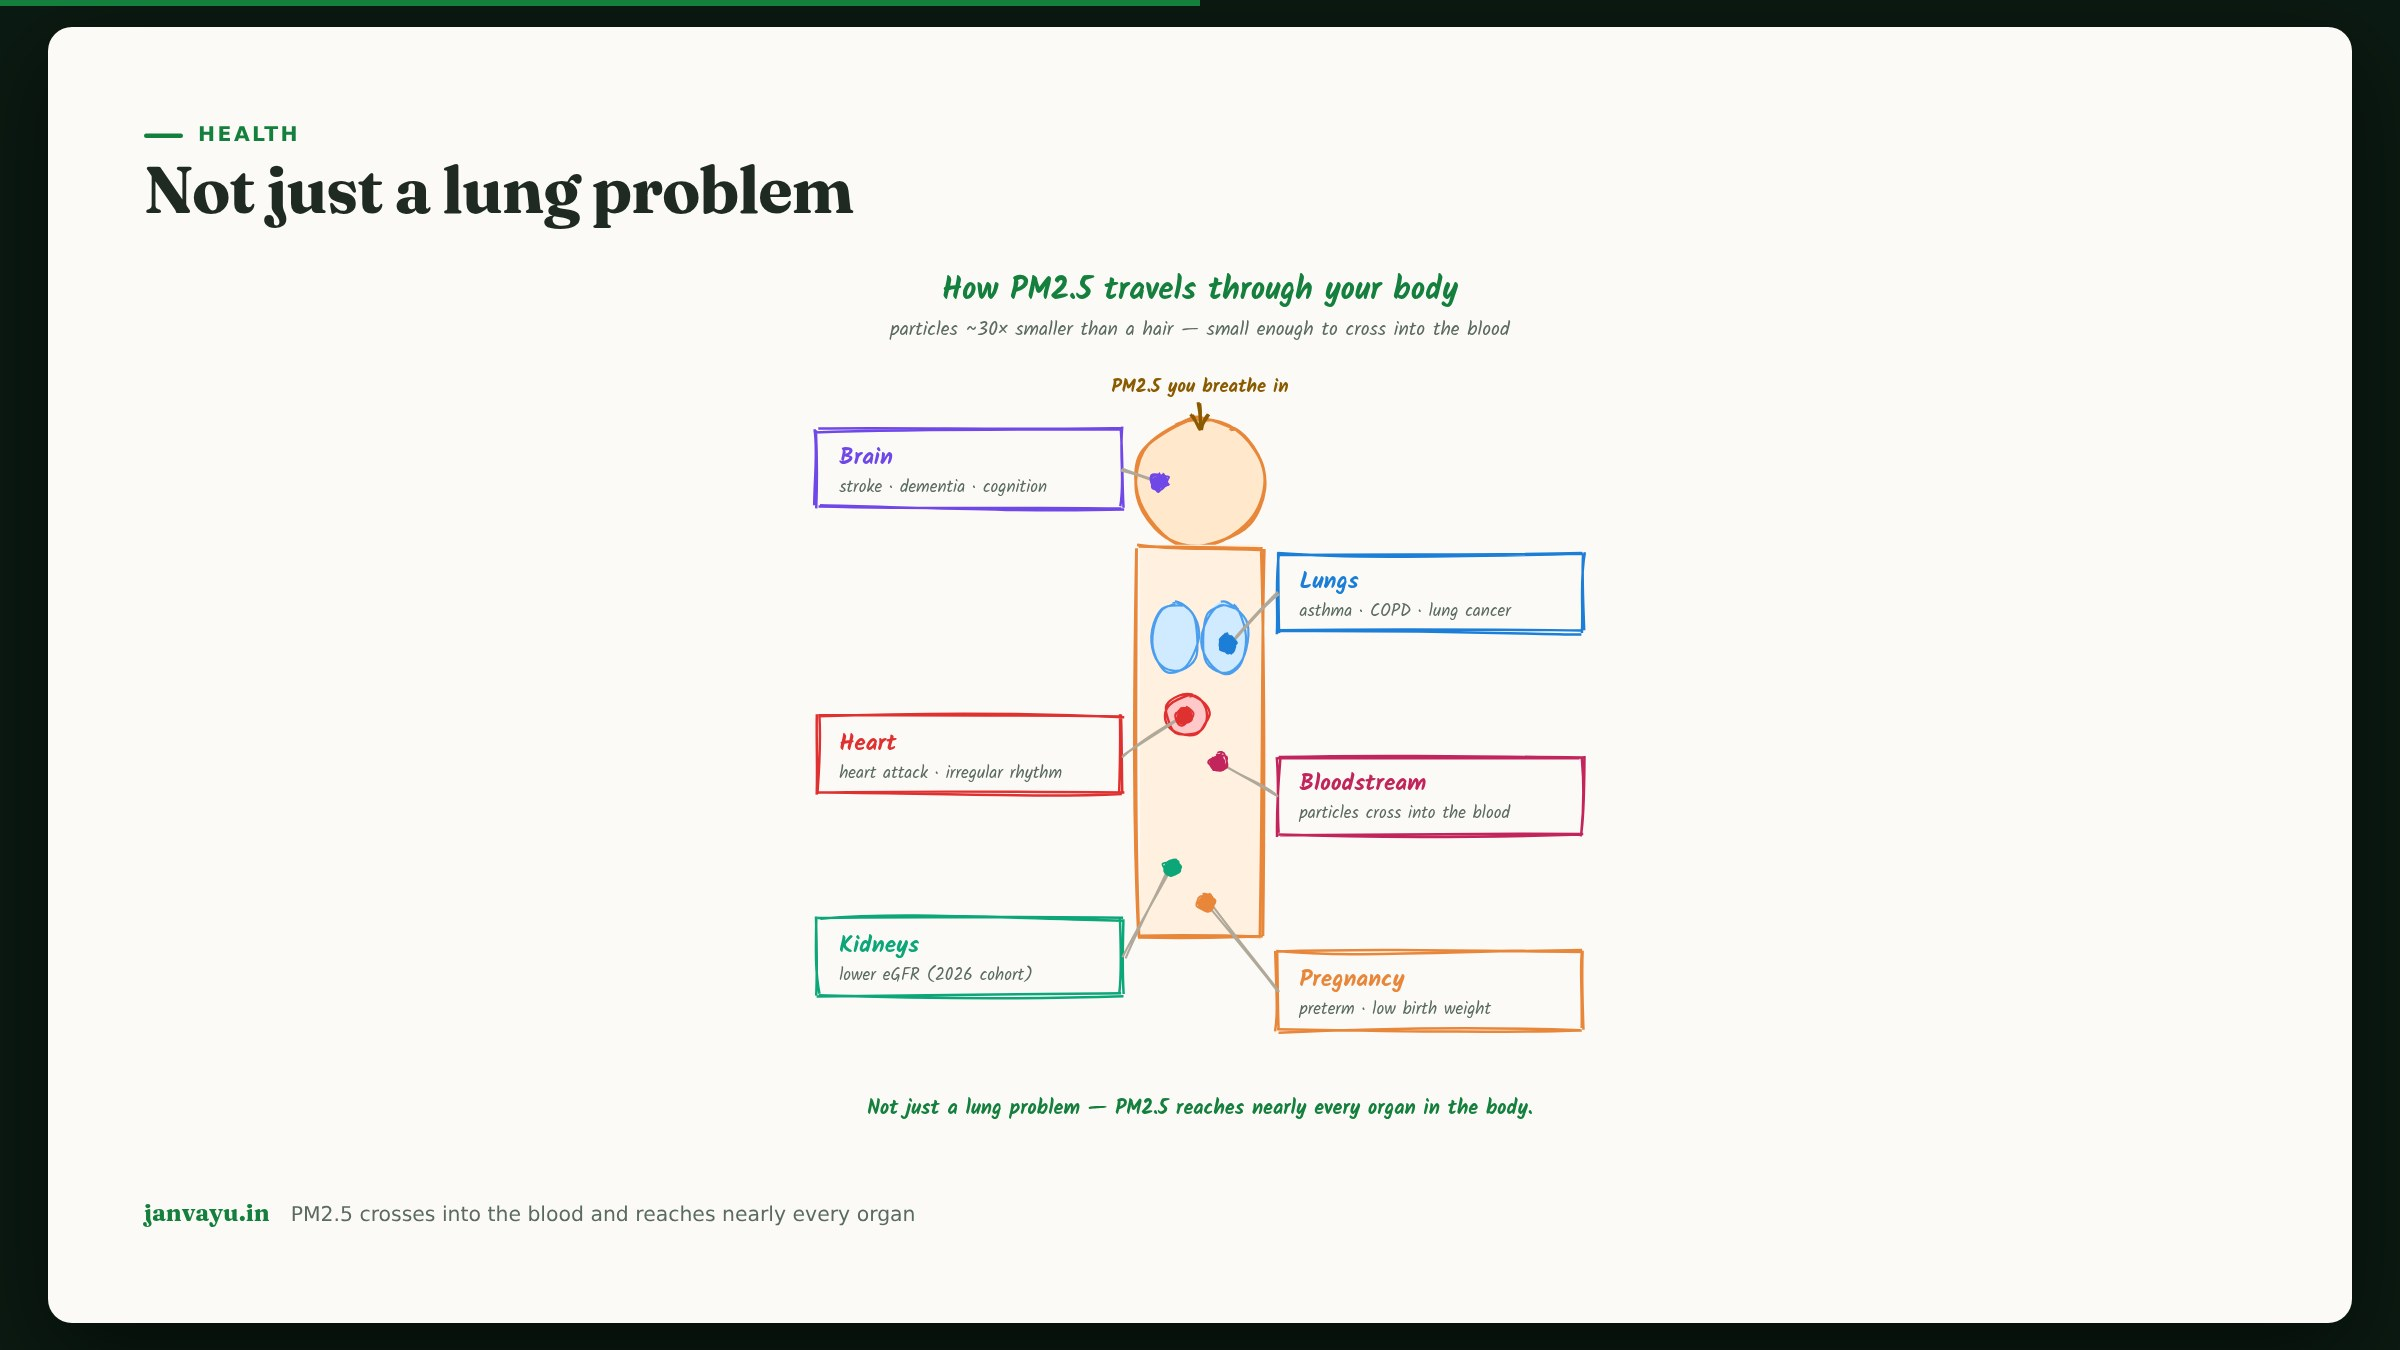 HEALTH
Not just a lung problem
How PM2.5 travels through your body
particles ~30× smaller than a hair — small enough to cross into the blood
PM2.5 you breathe in
Brain
stroke · dementia · cognition
Lungs
asthma · COPD · lung cancer
Heart
heart attack · irregular rhythm
Bloodstream
particles cross into the blood
Kidneys
lower eGFR (2026 cohort)
Pregnancy
preterm · low birth weight
Not just a lung problem — PM2.5 reaches nearly every organ in the body.
janvayu.in PM2.5 crosses into the blood and reaches nearly every organ